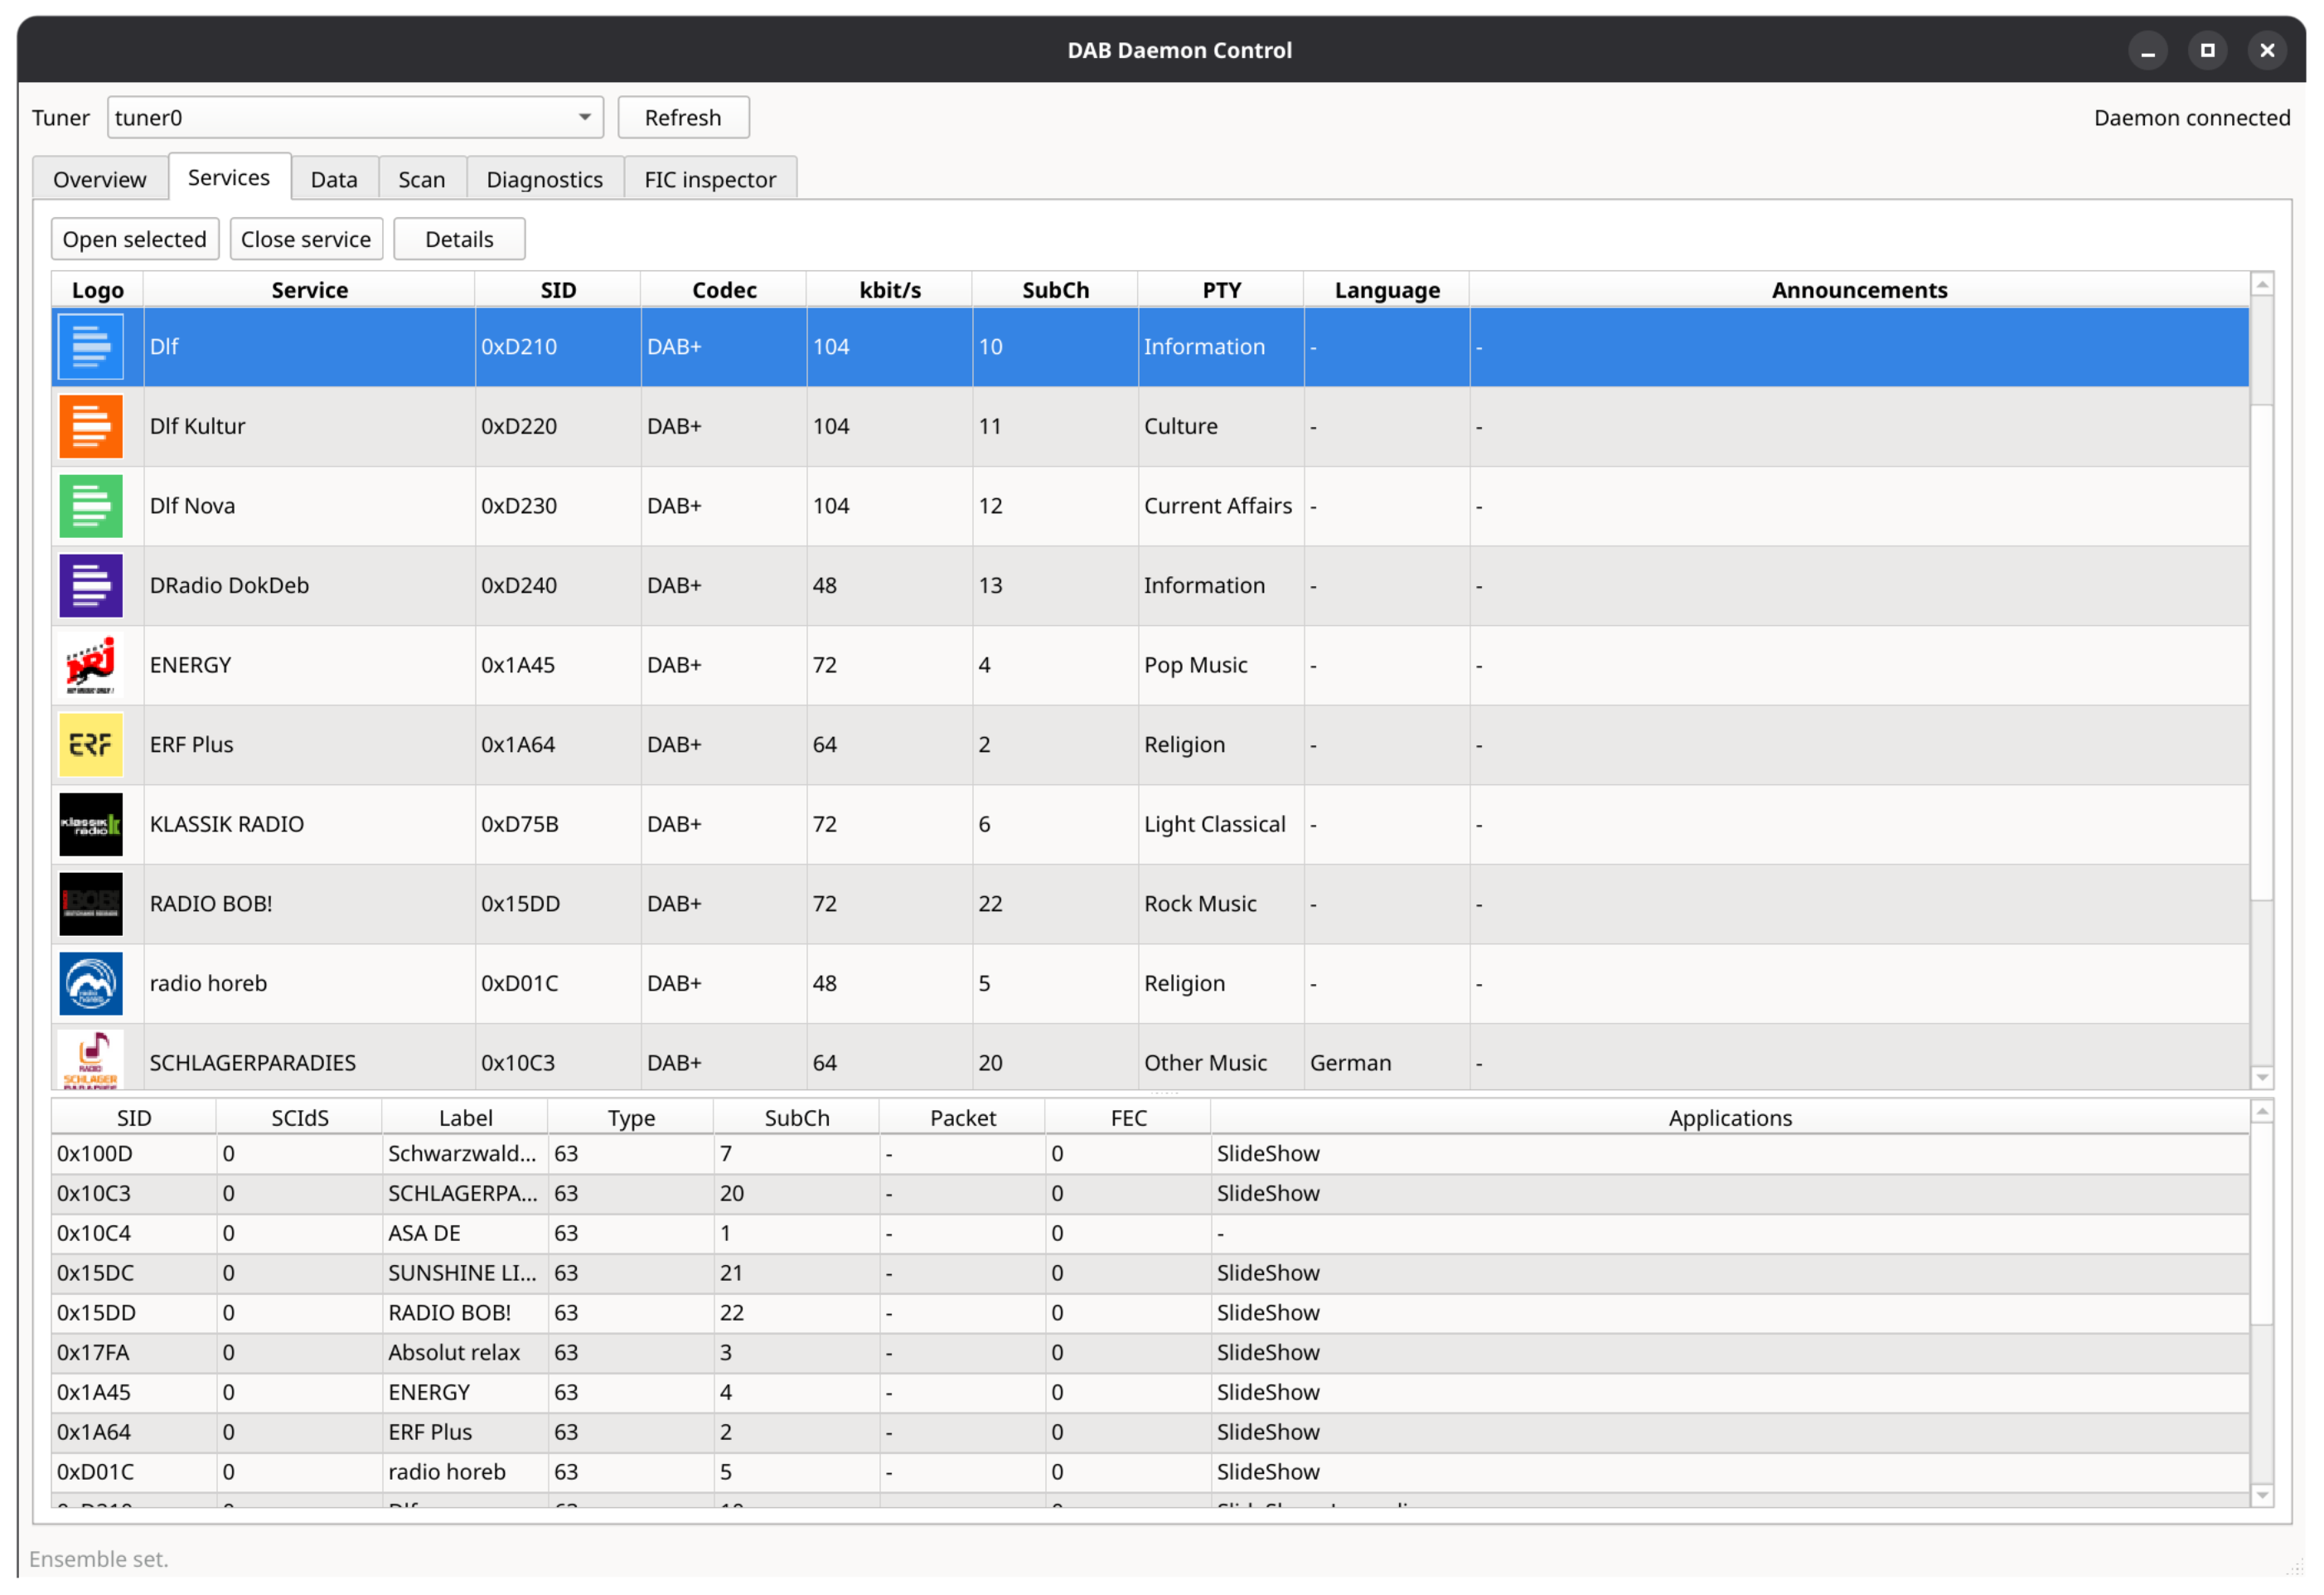 DAB Daemon Control
Tuner tuner0 Refresh Daemon connected
Overview Services Data Scan Diagnostics FIC inspector
Open selected Close service Details
Logo Service SID Codec kbit/s SubCh PTY Language Announcements
Dlf 0xD210 DAB+ 104 10 Information - -
Dlf Kultur 0xD220 DAB+ 104 11 Culture - -
Dlf Nova 0xD230 DAB+ 104 12 Current Affairs - -
DRadio DokDeb 0xD240 DAB+ 48 13 Information - -
ENERGY 0x1A45 DAB+ 72 4 Pop Music - -
ERF ERF Plus 0x1A64 DAB+ 64 2 Religion - -
klassik radio KLASSIK RADIO 0xD75B DAB+ 72 6 Light Classical - -
RADIO BOB! 0x15DD DAB+ 72 22 Rock Music - -
radio horeb 0xD01C DAB+ 48 5 Religion - -
RADIO SCHLAGER SCHLAGERPARADIES 0x10C3 DAB+ 64 20 Other Music German -
SID SCIdS Label Type SubCh Packet FEC Applications
0x100D 0 Schwarzwald... 63 7 - 0 SlideShow
0x10C3 0 SCHLAGERPA... 63 20 - 0 SlideShow
0x10C4 0 ASA DE 63 1 - 0 -
0x15DC 0 SUNSHINE LI... 63 21 - 0 SlideShow
0x15DD 0 RADIO BOB! 63 22 - 0 SlideShow
0x17FA 0 Absolut relax 63 3 - 0 SlideShow
0x1A45 0 ENERGY 63 4 - 0 SlideShow
0x1A64 0 ERF Plus 63 2 - 0 SlideShow
0xD01C 0 radio horeb 63 5 - 0 SlideShow
Ensemble set.